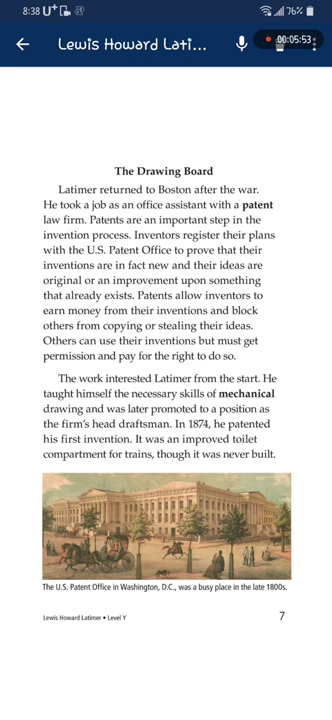 8:38 U+ 76%
Lewis Howard Lati... 00:05:53
The Drawing Board
Latimer returned to Boston after the war.
He took a job as an office assistant with a patent
law firm. Patents are an important step in the
invention process. Inventors register their plans
with the U.S. Patent Office to prove that their
inventions are in fact new and their ideas are
original or an improvement upon something
that already exists. Patents allow inventors to
earn money from their inventions and block
others from copying or stealing their ideas.
Others can use their inventions but must get
permission and pay for the right to do so.
The work interested Latimer from the start. He
taught himself the necessary skills of mechanical
drawing and was later promoted to a position as
the firm's head draftsman. In 1874, he patented
his first invention. It was an improved toilet
compartment for trains, though it was never built.
The U.S. Patent Office in Washington, D.C., was a busy place in the late 1800s.
Lewis Howard Latimer • Level Y 7